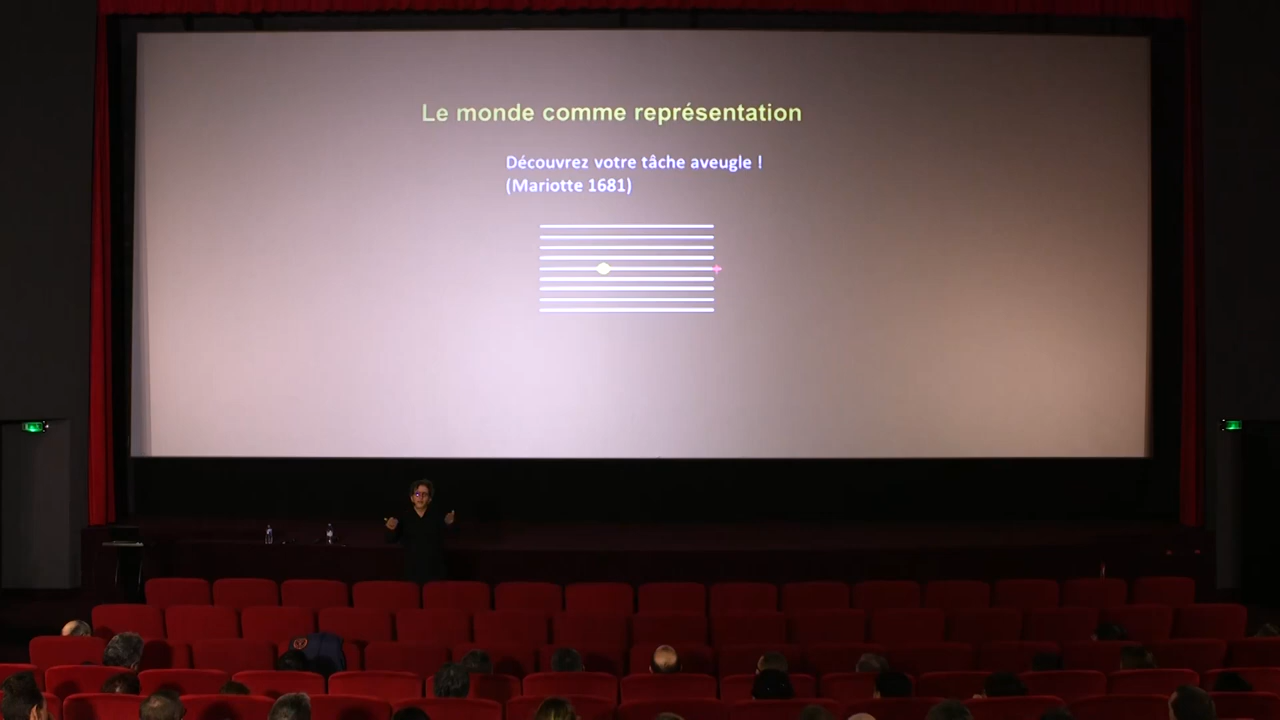 Le monde comme représentation
Découvrez votre tâche aveugle !
(Mariotte 1681)